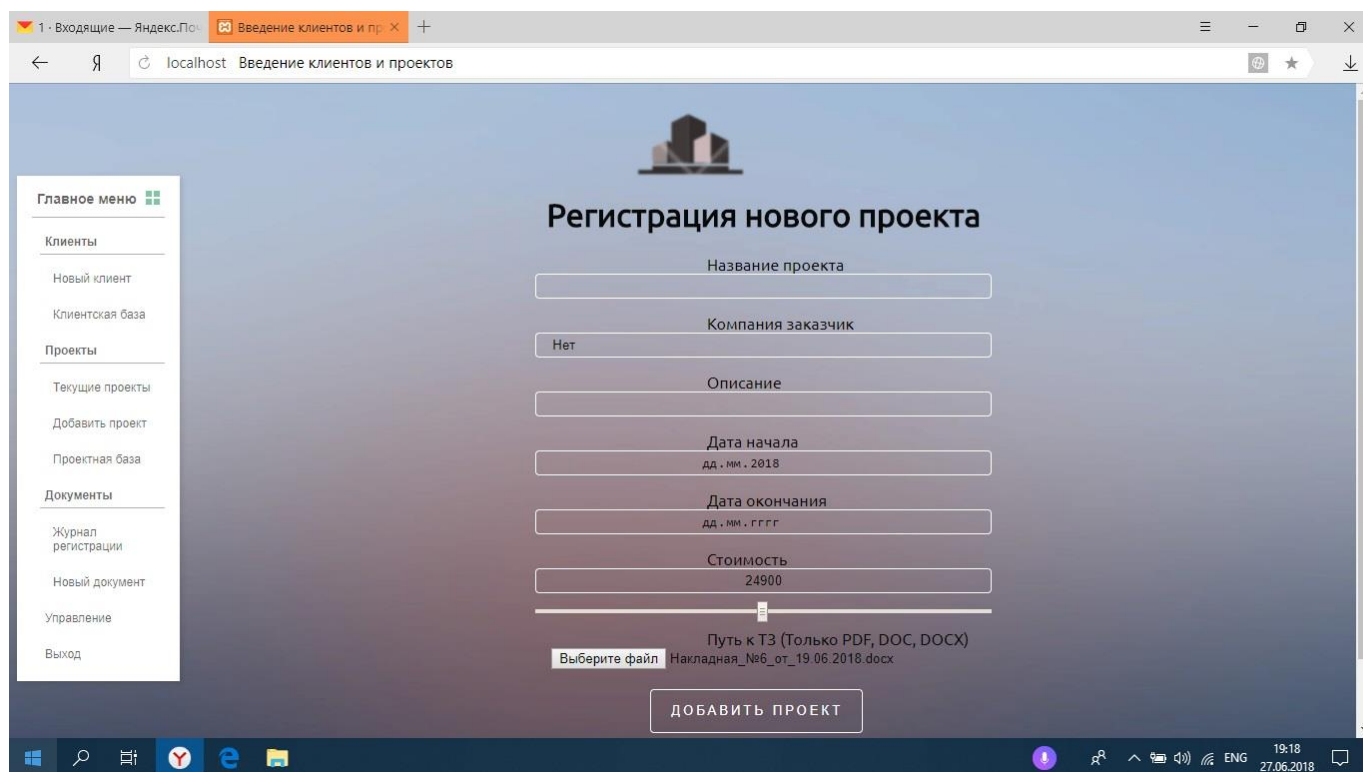 1 · Входящие — Яндекс.Поч
Введение клиентов и пр
localhost Введение клиентов и проектов
Главное меню
Клиенты
Новый клиент
Клиентская база
Проекты
Текущие проекты
Добавить проект
Проектная база
Документы
Журнал
регистрации
Новый документ
Управление
Выход
Регистрация нового проекта
Название проекта
Компания заказчик
Нет
Описание
Дата начала
дд.мм.2018
Дата окончания
дд.мм.гггг
Стоимость
24900
Путь к ТЗ (Только PDF, DOC, DOCX)
Выберите файл Накладная_№6_от_19.06.2018.docx
ДОБАВИТЬ ПРОЕКТ
ENG
19:18
27.06.2018